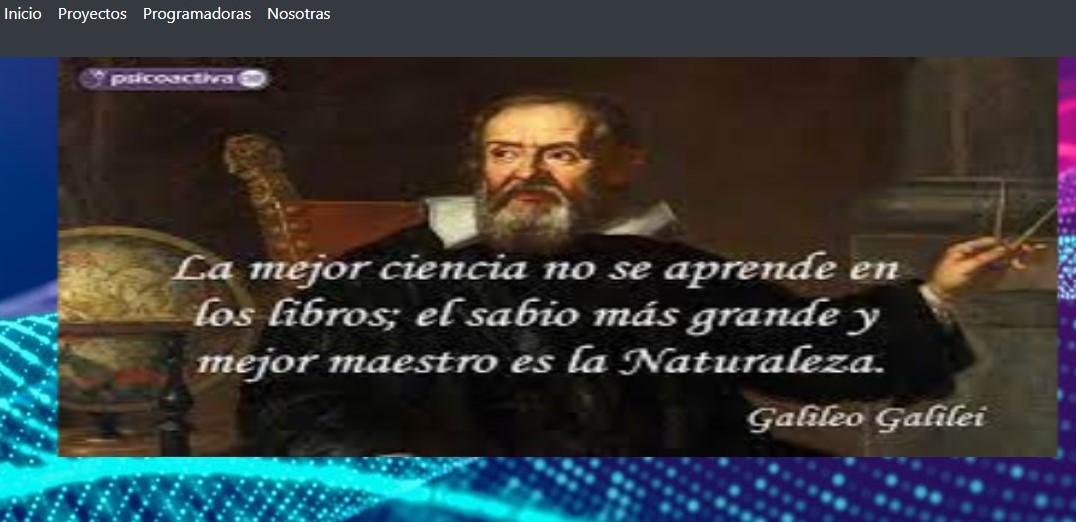 Inicio Proyectos Programadoras Nosotras
psicoactiva
La mejor ciencia no se aprende en
los libros; el sabio más grande y
mejor maestro es la Naturaleza.
Galileo Galilei